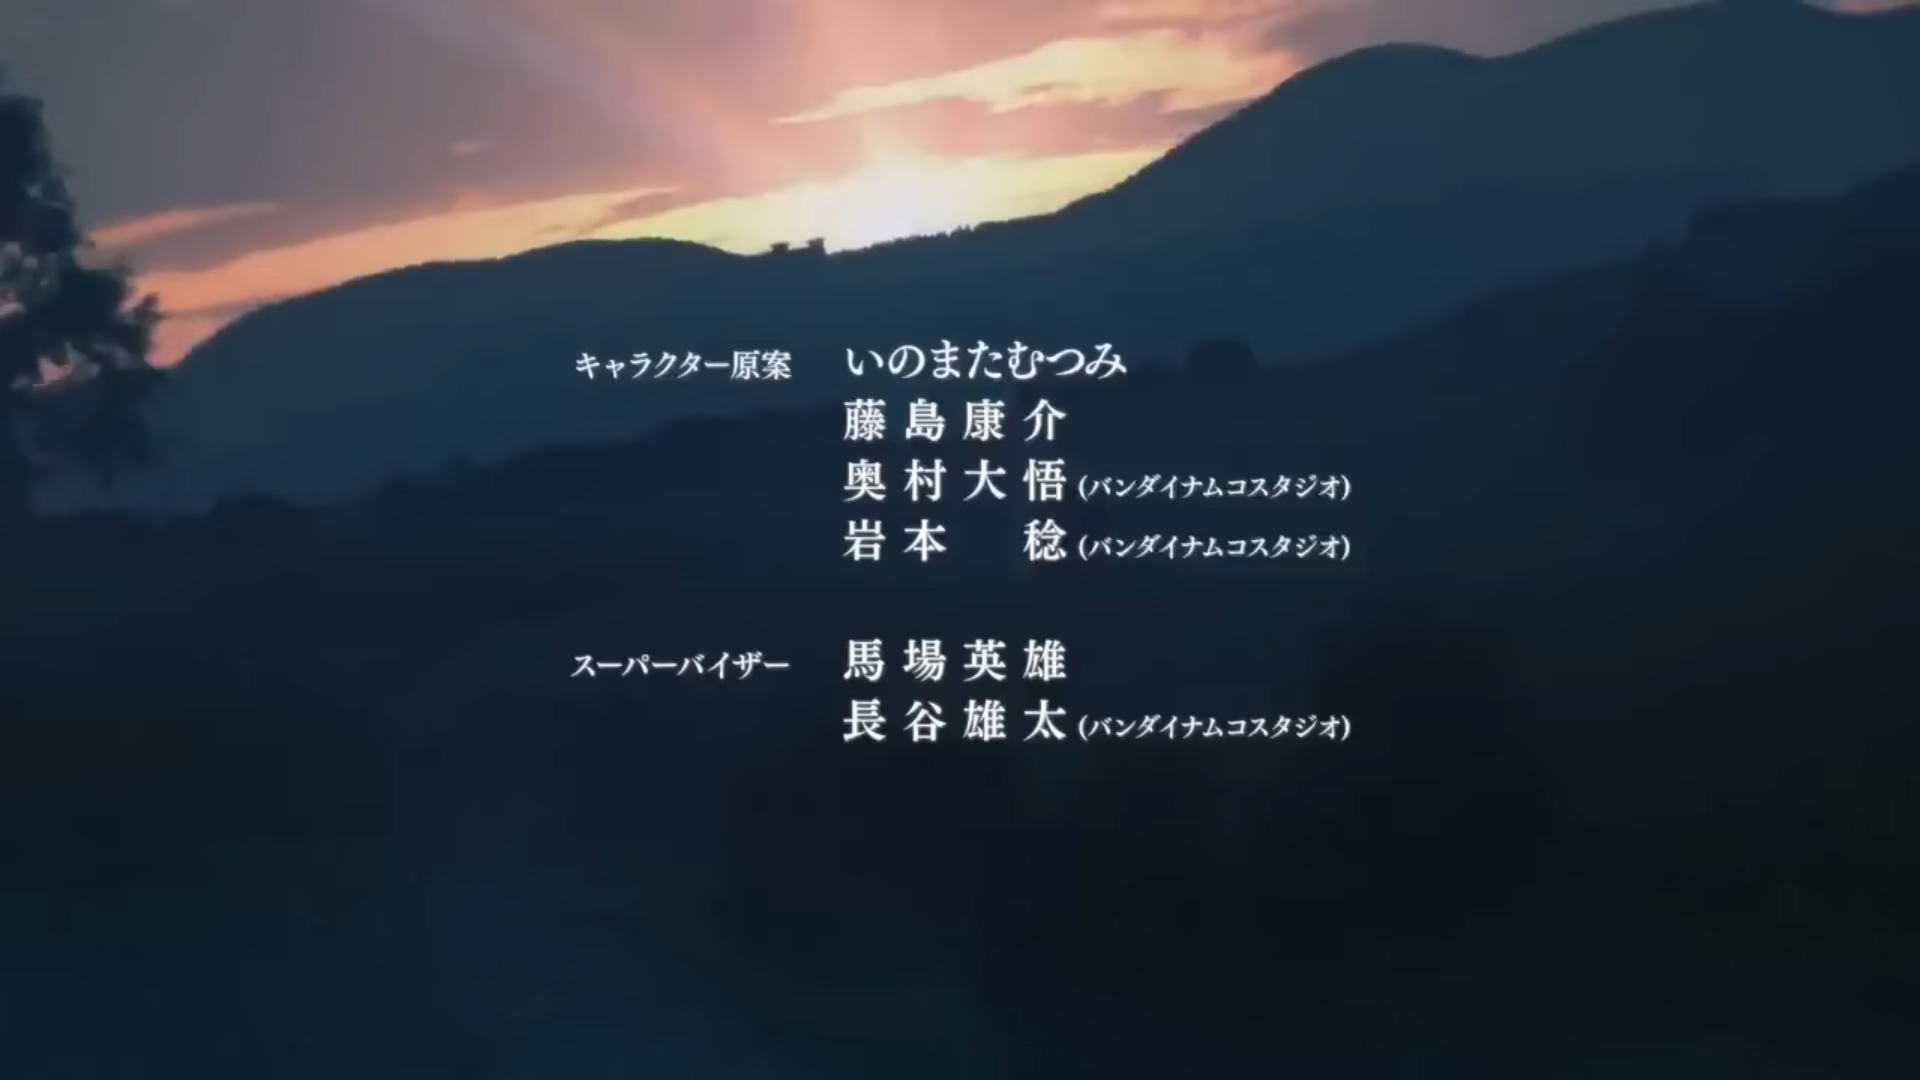 キャラクター原案 いのまたむつみ
藤島康介
奥村大悟(バンダイナムコスタジオ)
岩本 稔(バンダイナムコスタジオ)
スーパーバイザー 馬場英雄
長谷雄太(バンダイナムコスタジオ)